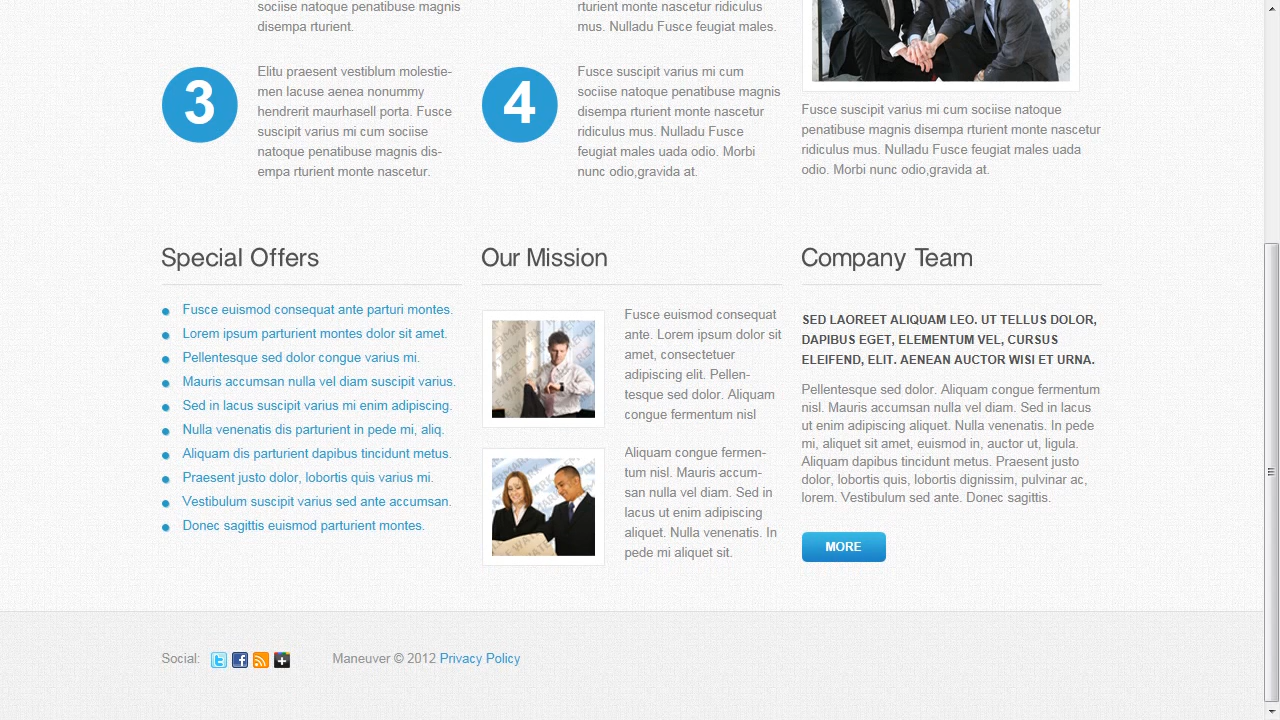 sociise natoque penatibuse magnis
disempa rturient.
rturient monte nascetur ridiculus
mus. Nulladu Fusce feugiat males.
3
Elitu praesent vestiblum molestie-
men lacuse aenea nonummy
hendrerit maurhasell porta. Fusce
suscipit varius mi cum sociise
natoque penatibuse magnis dis-
empa rturient monte nascetur.
4
Fusce suscipit varius mi cum
sociise natoque penatibuse magnis
disempa rturient monte nascetur
ridiculus mus. Nulladu Fusce
feugiat males uada odio. Morbi
nunc odio,gravida at.
Fusce suscipit varius mi cum sociise natoque
penatibuse magnis disempa rturient monte nascetur
ridiculus mus. Nulladu Fusce feugiat males uada
odio. Morbi nunc odio,gravida at.
Special Offers
Fusce euismod consequat ante parturi montes.
Lorem ipsum parturient montes dolor sit amet.
Pellentesque sed dolor congue varius mi.
Mauris accumsan nulla vel diam suscipit varius.
Sed in lacus suscipit varius mi enim adipiscing.
Nulla venenatis dis parturient in pede mi, aliq.
Aliquam dis parturient dapibus tincidunt metus.
Praesent justo dolor, lobortis quis varius mi.
Vestibulum suscipit varius sed ante accumsan.
Donec sagittis euismod parturient montes.
Our Mission
Fusce euismod consequat
ante. Lorem ipsum dolor sit
amet, consectetuer
adipiscing elit. Pellen-
tesque sed dolor. Aliquam
congue fermentum nisl
Aliquam congue fermen-
tum nisl. Mauris accum-
san nulla vel diam. Sed in
lacus ut enim adipiscing
aliquet. Nulla venenatis. In
pede mi aliquet sit.
Company Team
SED LAOREET ALIQUAM LEO. UT TELLUS DOLOR,
DAPIBUS EGET, ELEMENTUM VEL, CURSUS
ELEIFEND, ELIT. AENEAN AUCTOR WISI ET URNA.
Pellentesque sed dolor. Aliquam congue fermentum
nisl. Mauris accumsan nulla vel diam. Sed in lacus
ut enim adipiscing aliquet. Nulla venenatis. In pede
mi, aliquet sit amet, euismod in, auctor ut, ligula.
Aliquam dapibus tincidunt metus. Praesent justo
dolor, lobortis quis, lobortis dignissim, pulvinar ac,
lorem. Vestibulum sed ante. Donec sagittis.
MORE
Social:
Maneuver © 2012 Privacy Policy